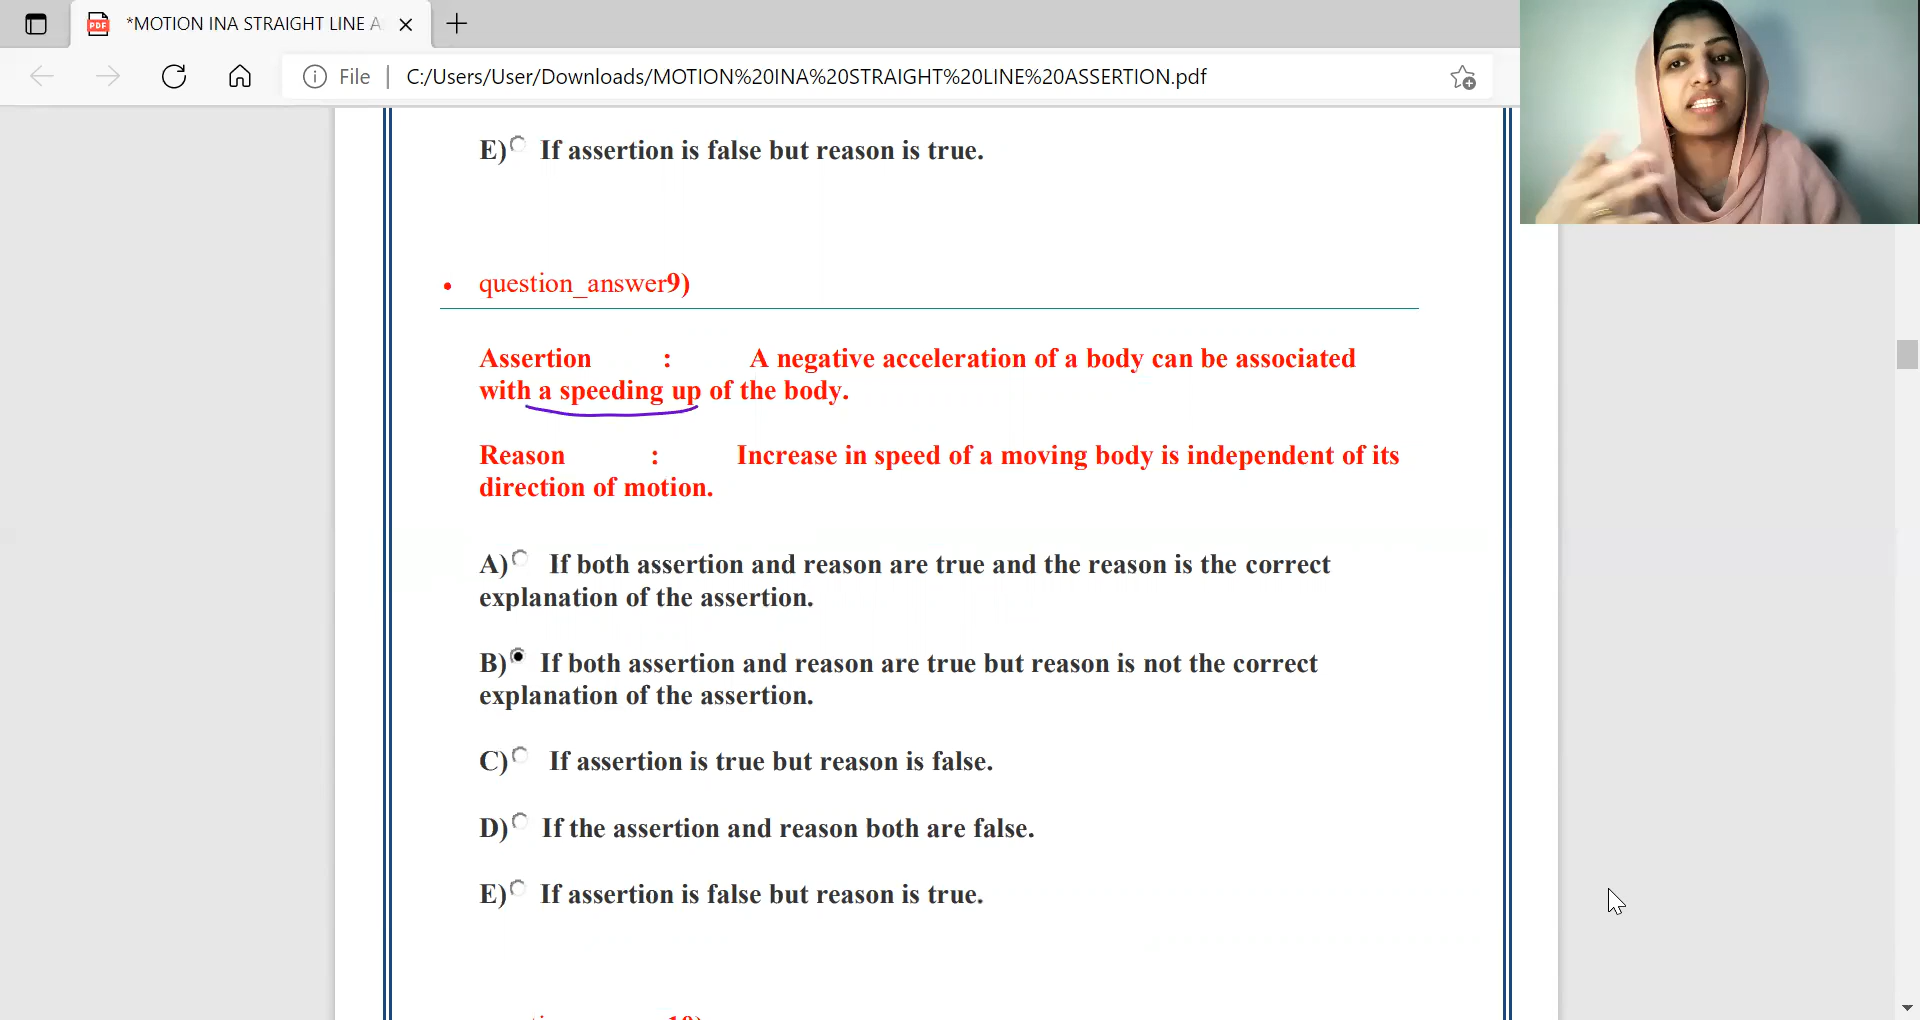 *MOTION INA STRAIGHT LINE A
File
C:/Users/User/Downloads/MOTION%20INA%20STRAIGHT%20LINE%20ASSERTION.pdf
E) If assertion is false but reason is true.
• question_answer9)
Assertion : A negative acceleration of a body can be associated
with a speeding up of the body.
Reason : Increase in speed of a moving body is independent of its
direction of motion.
A) If both assertion and reason are true and the reason is the correct
explanation of the assertion.
B) If both assertion and reason are true but reason is not the correct
explanation of the assertion.
C) If assertion is true but reason is false.
D) If the assertion and reason both are false.
E) If assertion is false but reason is true.